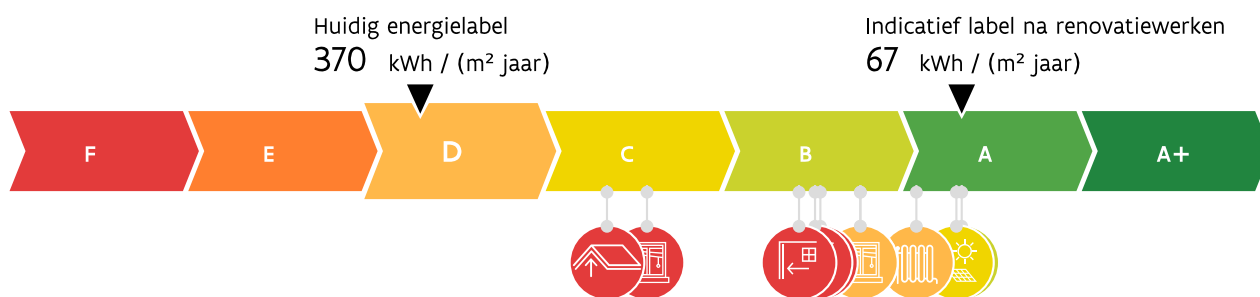 Huidig energielabel
370 kWh / (m² jaar)
Indicatief label na renovatiewerken
67 kWh / (m² jaar)
F E D C B A A+